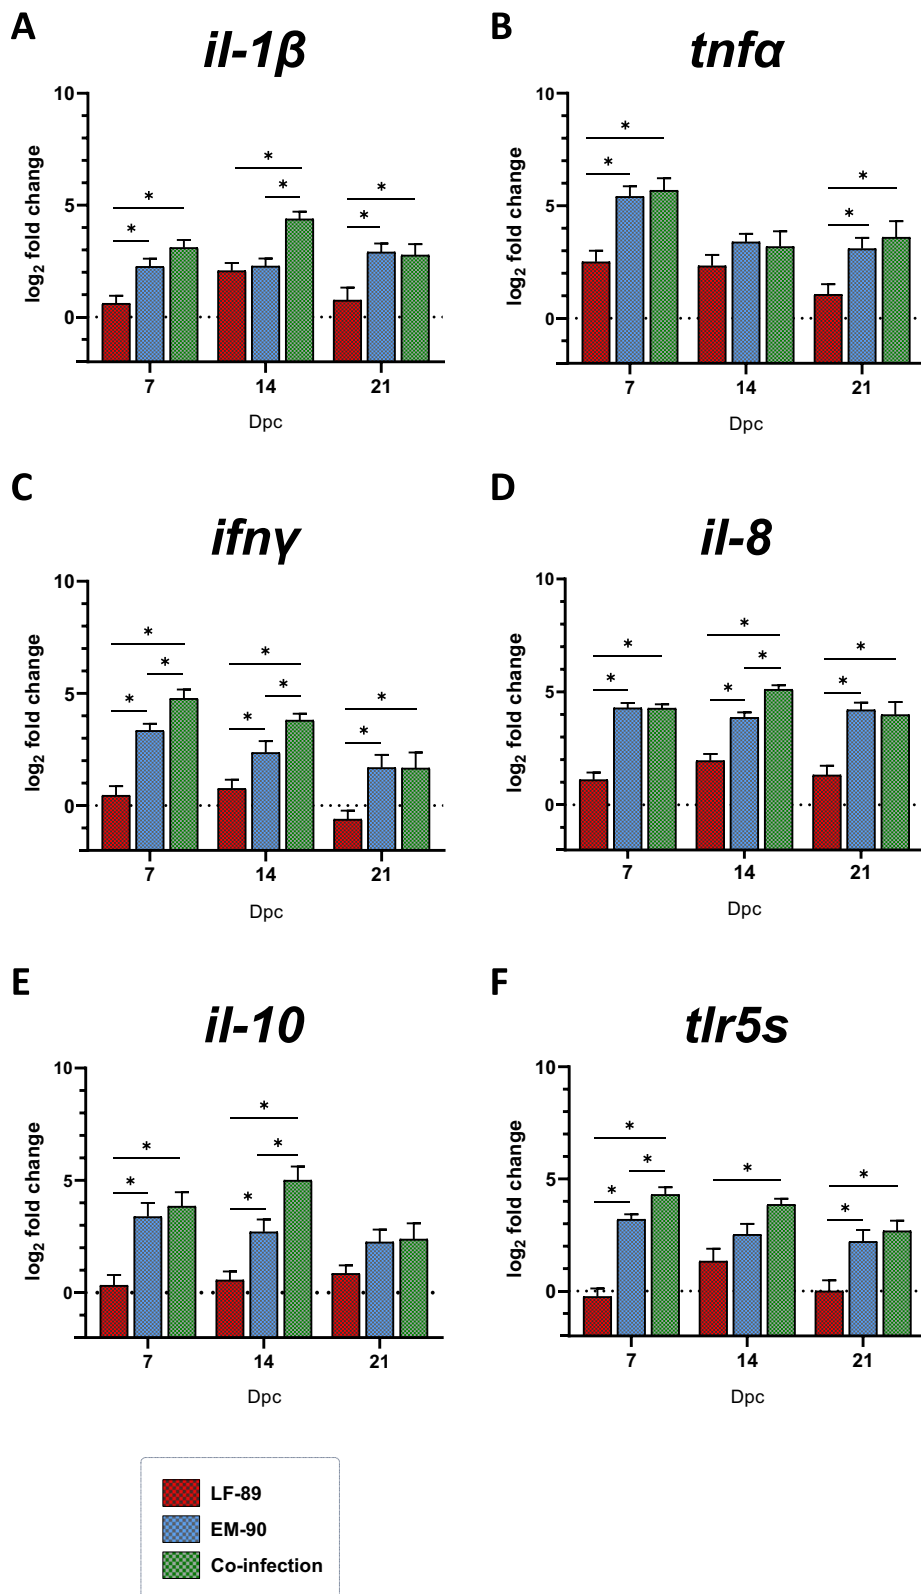 A
il-1β
10
5
0
log2 fold change
*
*
*
*
*
*
7
14
21
Dpc
B
tnfα
10
5
0
log2 fold change
*
*
*
*
7
14
21
Dpc
C
ifnγ
10
5
0
log2 fold change
*
*
*
*
*
*
*
*
7
14
21
Dpc
D
il-8
10
5
0
log2 fold change
*
*
*
*
*
*
*
7
14
21
Dpc
E
il-10
10
5
0
log2 fold change
*
*
*
*
*
7
14
21
Dpc
F
tlr5s
10
5
0
log2 fold change
*
*
*
*
*
*
7
14
21
Dpc
LF-89
EM-90
Co-infection